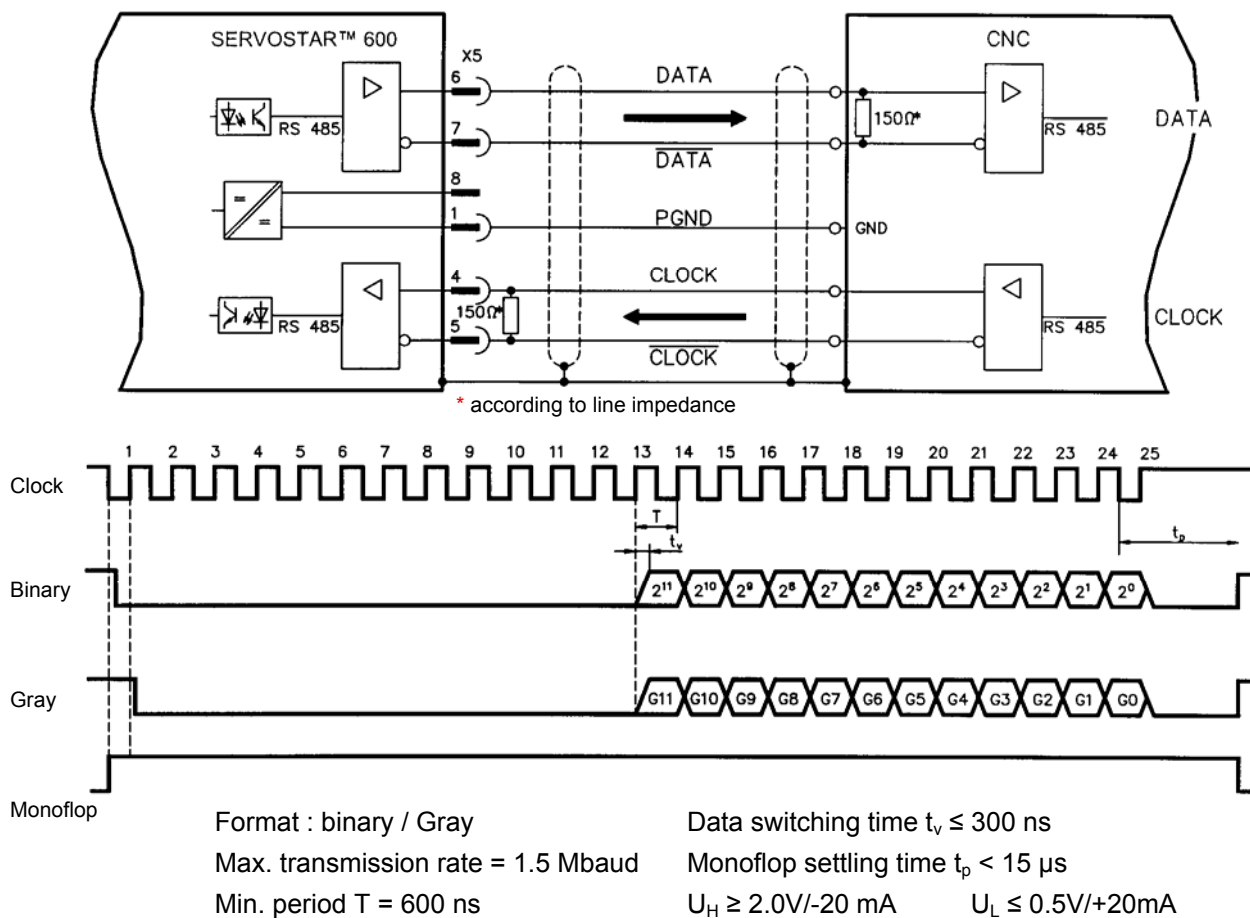 SERVOSTAR™ 600
X5
CNC
6
DATA
150Ω*
RS 485
RS 485
DATA
7
DATA
8
1
PGND
GND
4
CLOCK
150Ω*
RS 485
RS 485
CLOCK
5
CLOCK
* according to line impedance
1 2 3 4 5 6 7 8 9 10 11 12 13 14 15 16 17 18 19 20 21 22 23 24 25
Clock
T
tᵥ
tₚ
Binary
2¹¹ 2¹⁰ 2⁹ 2⁸ 2⁷ 2⁶ 2⁵ 2⁴ 2³ 2² 2¹ 2⁰
Gray
G11 G10 G9 G8 G7 G6 G5 G4 G3 G2 G1 G0
Monoflop
Format : binary / Gray
Data switching time tᵥ ≤ 300 ns
Max. transmission rate = 1.5 Mbaud
Monoflop settling time tₚ < 15 µs
Min. period T = 600 ns
U_H ≥ 2.0V/-20 mA
U_L ≤ 0.5V/+20mA